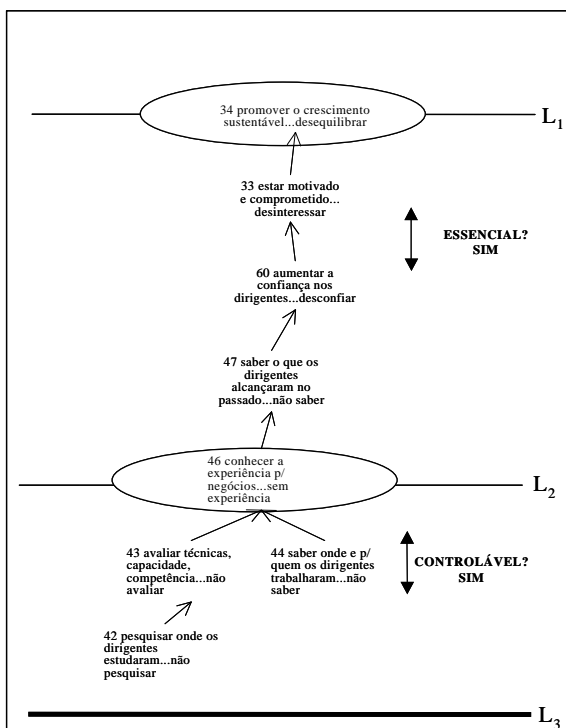 34 promover o crescimento
sustentável...desequilibrar
L1
33 estar motivado
e comprometido...
desinteressar
ESSENCIAL?
SIM
60 aumentar a
confiança nos
dirigentes...desconfiar
47 saber o que os
dirigentes
alcançaram no
passado...não saber
46 conhecer a
experiência p/
negócios...sem
experiência
L2
43 avaliar técnicas,
capacidade,
competência...não
avaliar
44 saber onde e p/
quem os dirigentes
trabalharam...não
saber
CONTROLÁVEL?
SIM
42 pesquisar onde os
dirigentes
estudaram...não
pesquisar
L3